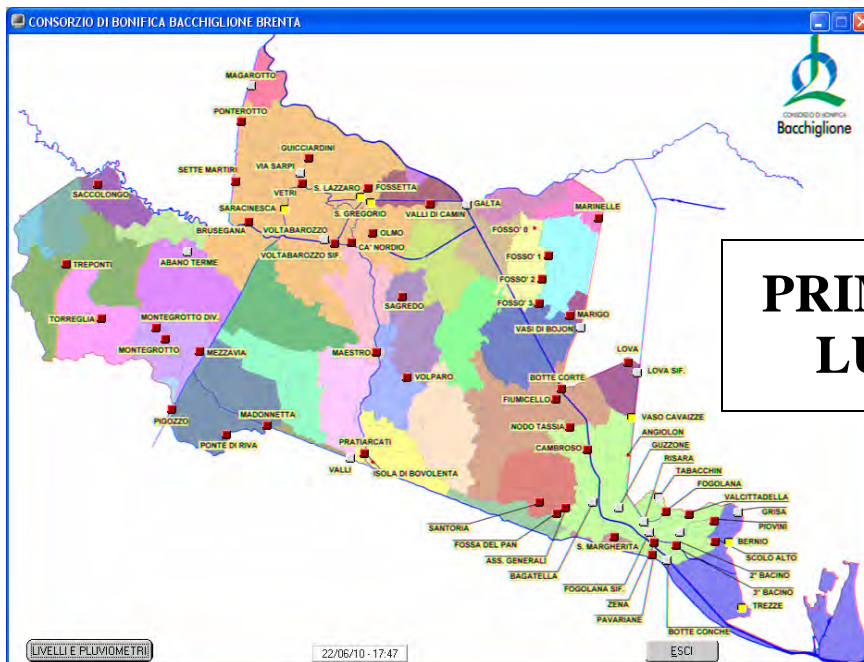 CONSORZIO DI BONIFICA BACCHIGLIONE BRENTA
CONSORZIO DI BONIFICA
Bacchiglione
MAGAROTTO
PONTEROTTO
GUICCIARDINI
VIA SARPI
SETTE MARTIRI
VETRI
S. LAZZARO
FOSSETTA
SACCOLONGO
SARACINESCA
S. GREGORIO
VALLI DI CAMIN
GALTA
MARINELLE
BRUSEGANA
VOLTABAROZZO
OLMO
FOSSO' 0
VOLTABAROZZO SIF.
CA' NORDIO
ABANO TERME
TREPONTI
FOSSO' 1
FOSSO' 2
SAGREDO
FOSSO' 3
TORREGLIA
MONTEGROTTO DIV.
MARIGO
VASI DI BOJON
MONTEGROTTO
MEZZAVIA
MAESTRO
LOVA
LOVA SIF.
VOLPARO
BOTTE CORTE
FIUMICELLO
PIGOZZO
MADONNETTA
VASO CAVAIZZE
PONTE DI RIVA
PRATIARCATI
NODO TASSIA
ANGIOLON
GUZZONE
VALLI
ISOLA DI BOVOLENTA
CAMBROSO
RISARA
TABACCHIN
FOGOLANA
VALCITTADELLA
GRISA
SANTORIA
PIOVINI
FOSSA DEL PAN
S. MARGHERITA
BERNIO
ASS. GENERALI
SCOLO ALTO
BAGATELLA
2° BACINO
FOGOLANA SIF.
3° BACINO
ZENA
TREZZE
PAVARIANE
BOTTE CONCHE
LIVELLI E PLUVIOMETRI
22/06/10 - 17:47
ESCI
PRIN
LU